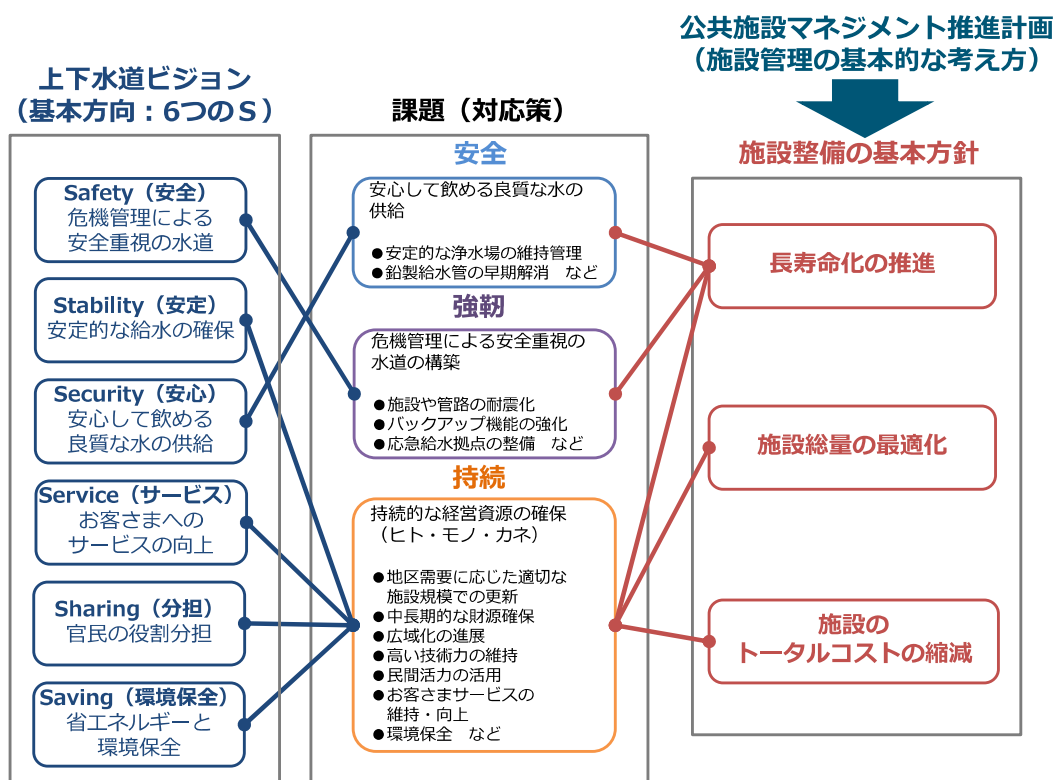 公共施設マネジメント推進計画
（施設管理の基本的な考え方）
上下水道ビジョン
（基本方向：6つのＳ）
Safety（安全）
危機管理による
安全重視の水道
Stability（安定）
安定的な給水の確保
Security（安心）
安心して飲める
良質な水の供給
Service（サービス）
お客さまへの
サービスの向上
Sharing（分担）
官民の役割分担
Saving（環境保全）
省エネルギーと
環境保全
課題（対応策）
安全
安心して飲める良質な水の
供給
●安定的な浄水場の維持管理
●鉛製給水管の早期解消　など
強靭
危機管理による安全重視の
水道の構築
●施設や管路の耐震化
●バックアップ機能の強化
●応急給水拠点の整備　など
持続
持続的な経営資源の確保
（ヒト・モノ・カネ）
●地区需要に応じた適切な
施設規模での更新
●中長期的な財源確保
●広域化の進展
●高い技術力の維持
●民間活力の活用
●お客さまサービスの
維持・向上
●環境保全　など
施設整備の基本方針
長寿命化の推進
施設総量の最適化
施設の
トータルコストの縮減